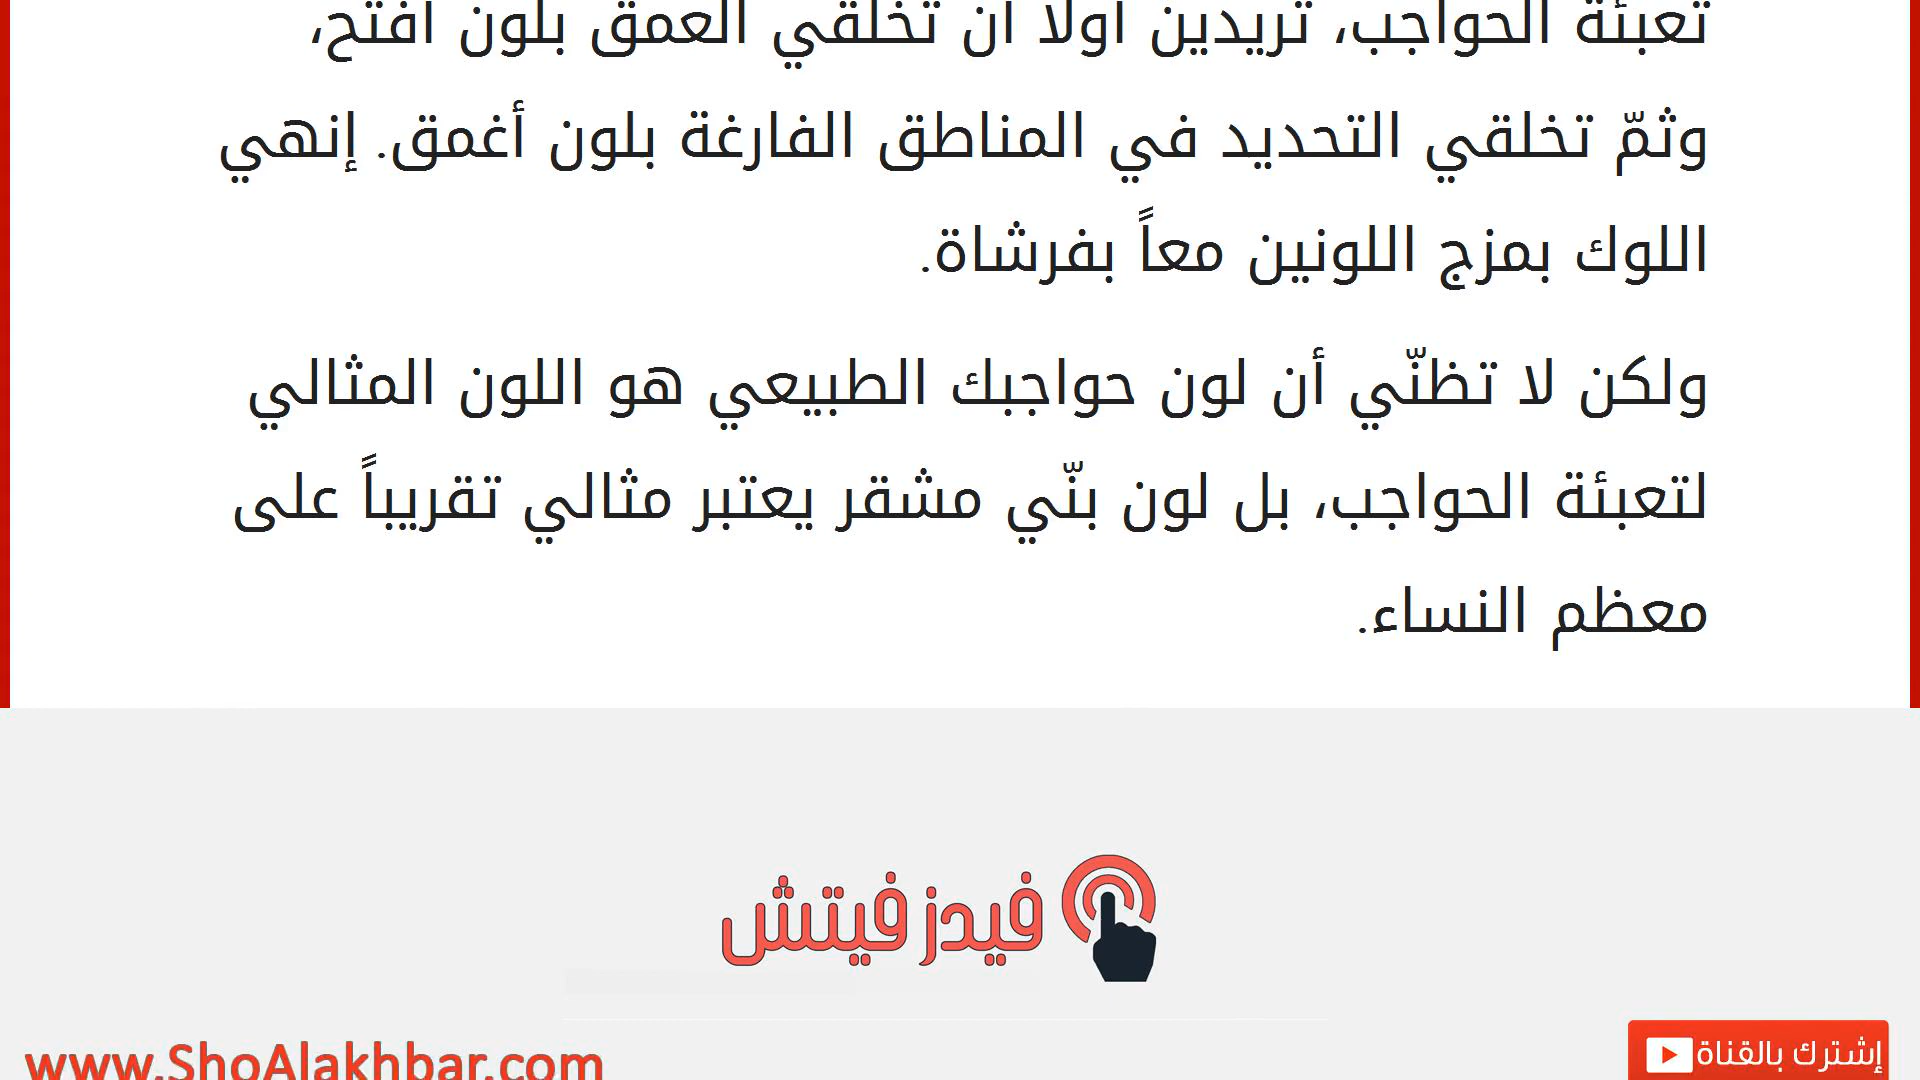 تعبئة الحواجب، تريدين أولاً أن تخلقي العمق بلون أفتح،
وثمّ تخلقي التحديد في المناطق الفارغة بلون أغمق. إنهي
اللوك بمزج اللونين معاً بفرشاة.
ولكن لا تظنّي أن لون حواجبك الطبيعي هو اللون المثالي
لتعبئة الحواجب، بل لون بنّي مشقر يعتبر مثالي تقريباً على
معظم النساء.
فيدز فيتش
www.ShoAlakhbar.com
إشترك بالقناة